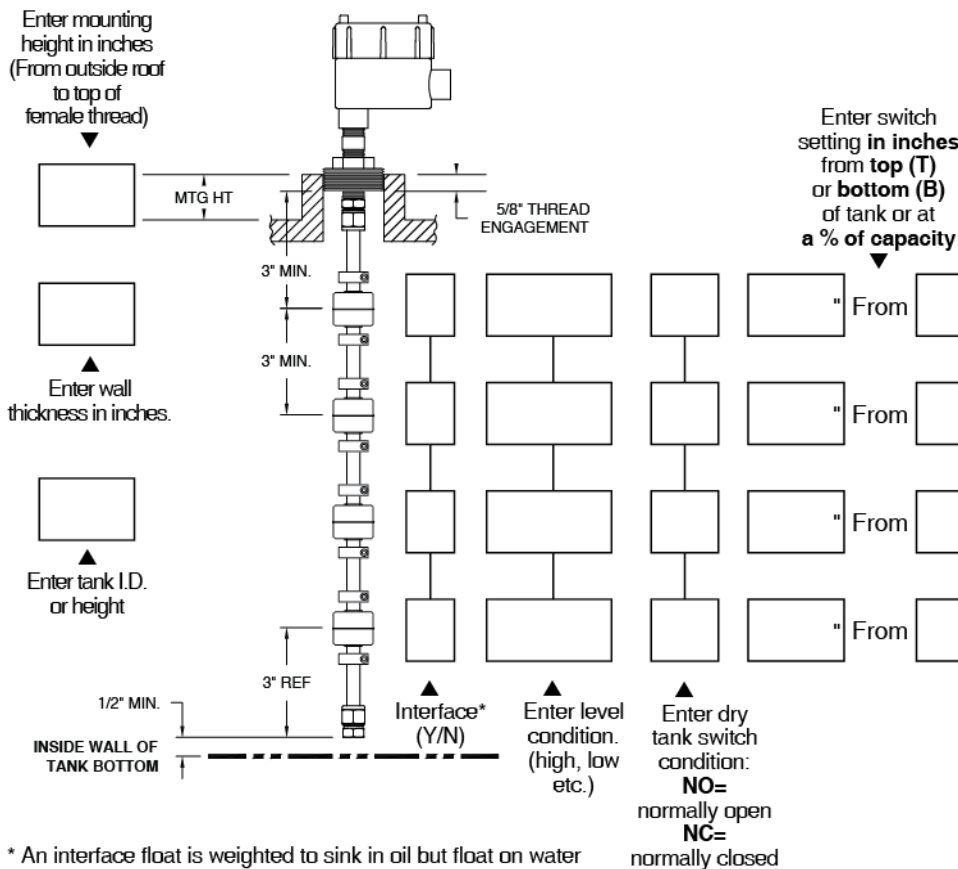 Enter mounting
height in inches
(From outside roof
to top of
female thread)
MTG HT
5/8" THREAD
ENGAGEMENT
Enter switch
setting in inches
from top (T)
or bottom (B)
of tank or at
a % of capacity
3" MIN.
" From
3" MIN.
Enter wall
thickness in inches.
" From
" From
Enter tank I.D.
or height
" From
3" REF
1/2" MIN.
INSIDE WALL OF
TANK BOTTOM
Interface*
(Y/N)
Enter level
condition.
(high, low
etc.)
Enter dry
tank switch
condition:
NO=
normally open
NC=
normally closed
* An interface float is weighted to sink in oil but float on water